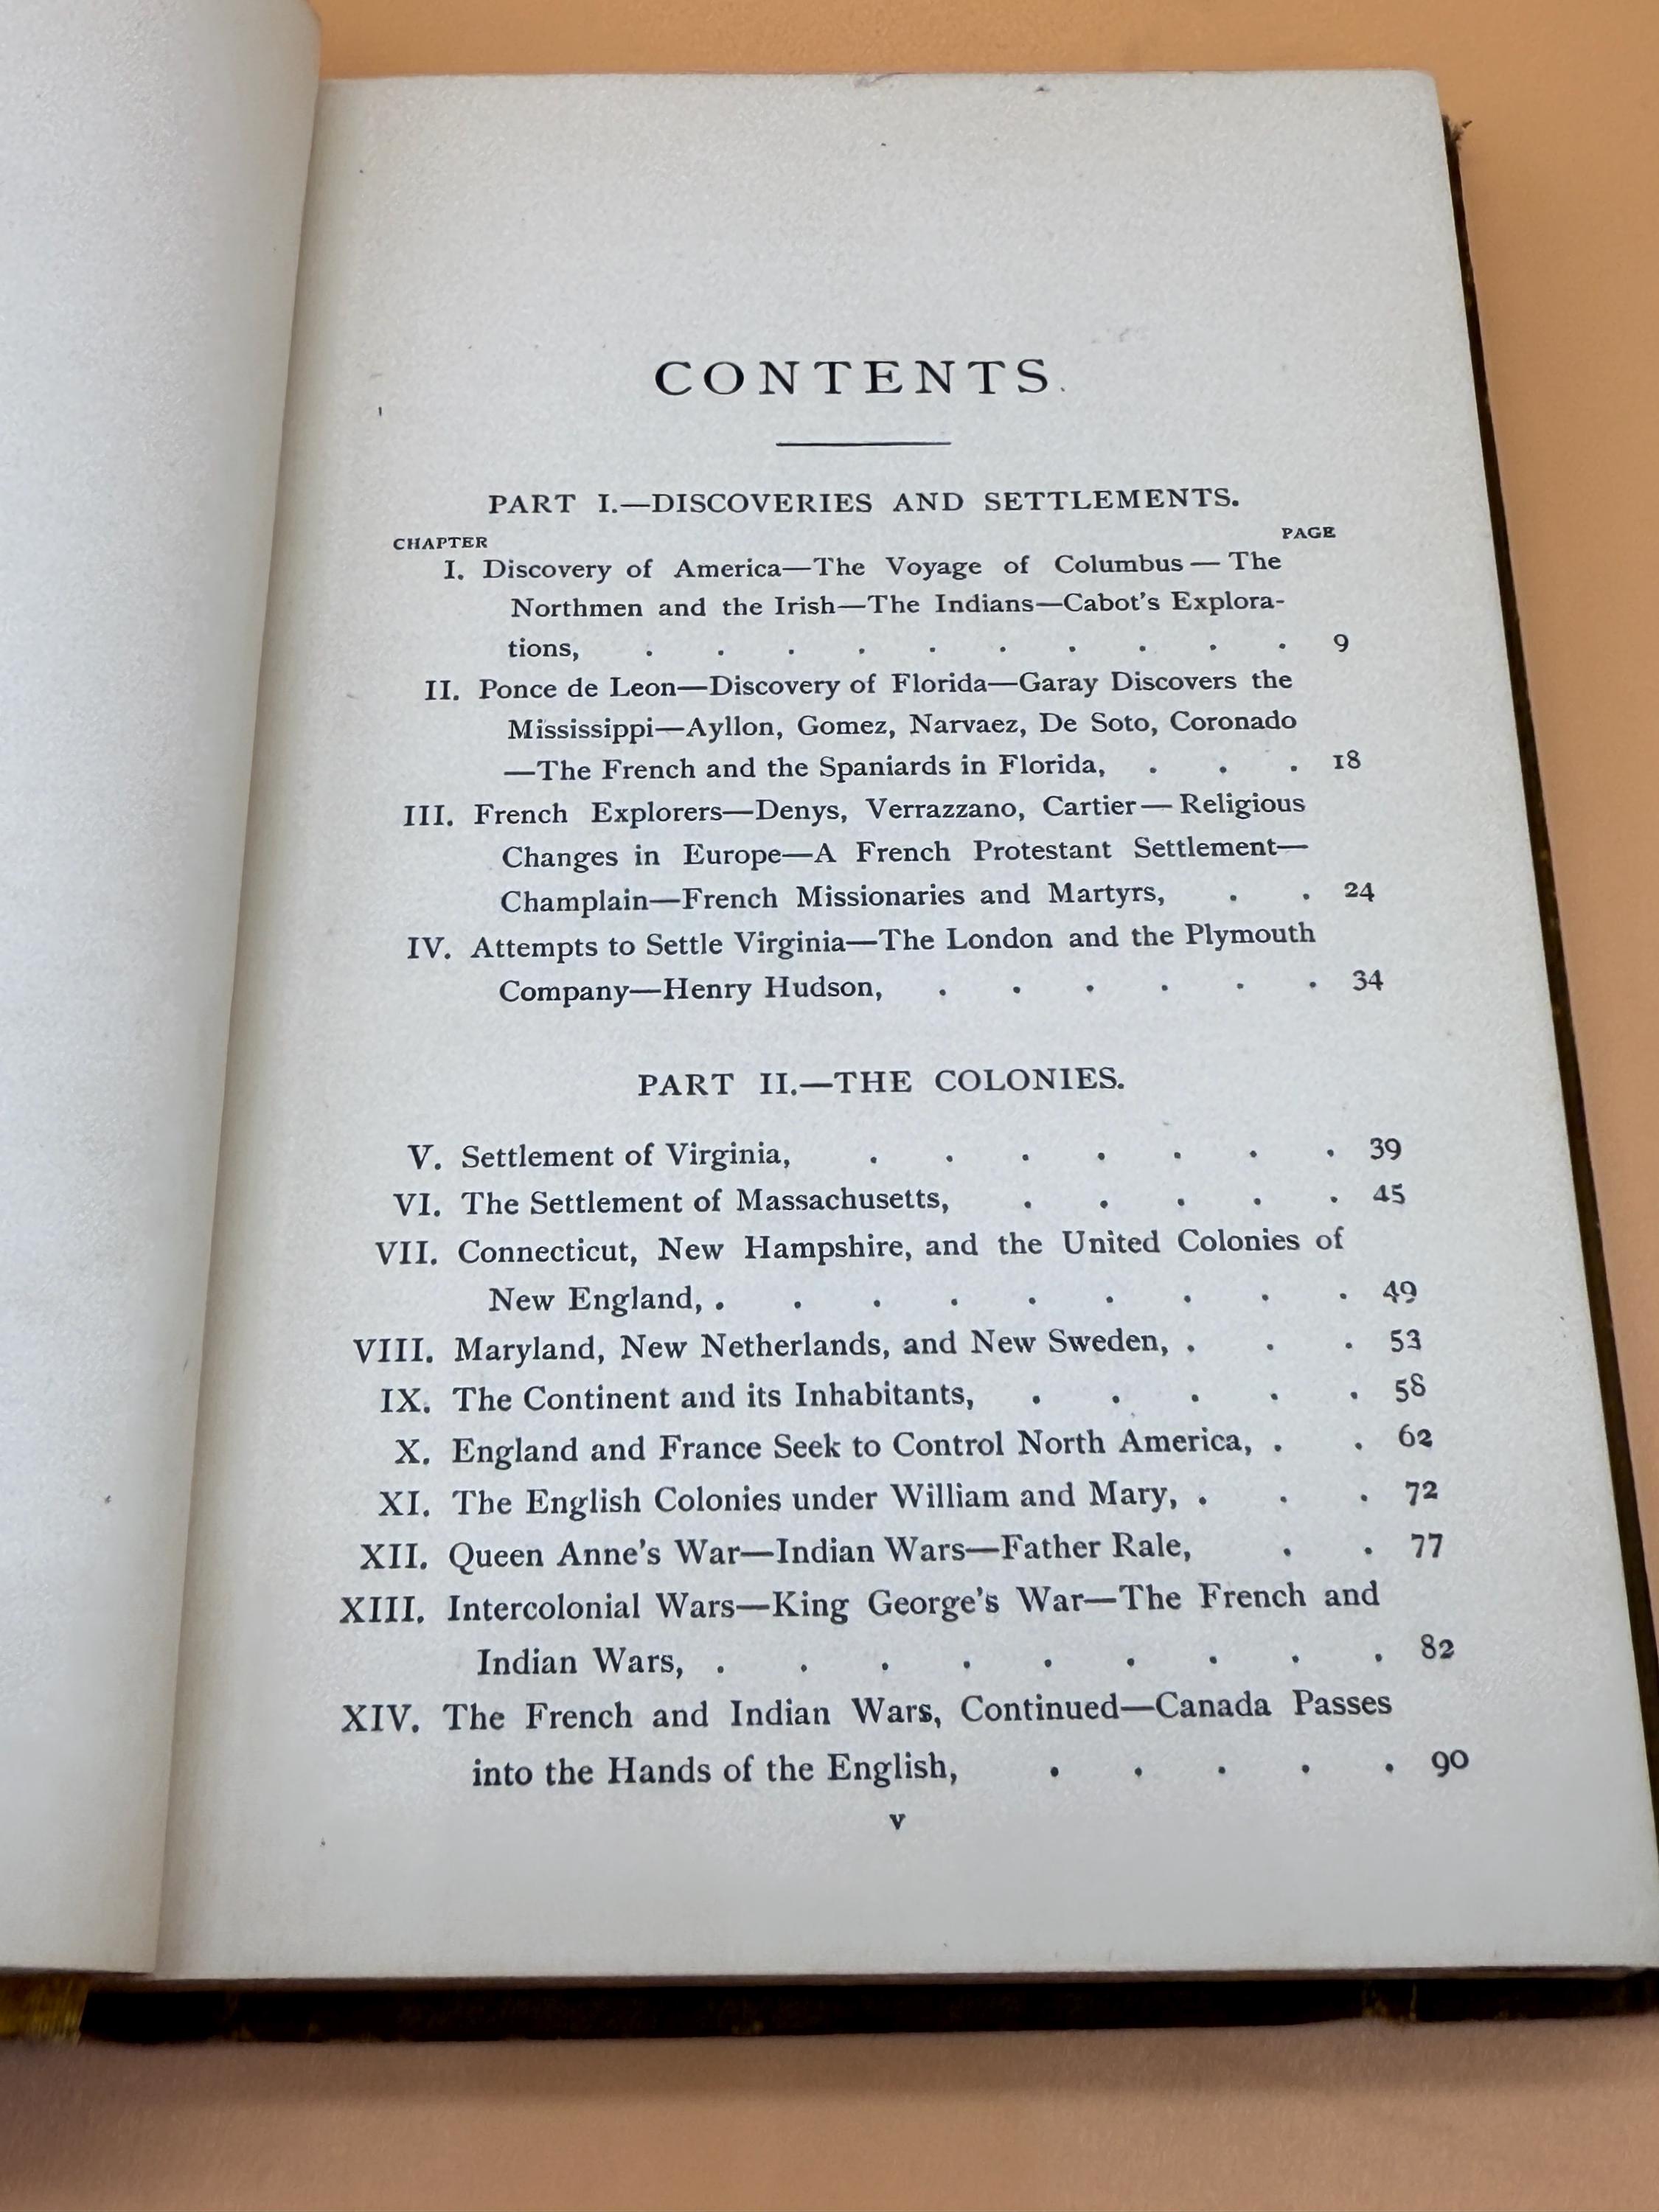 CONTENTS.
PART I.—DISCOVERIES AND SETTLEMENTS.
CHAPTER PAGE
I. Discovery of America—The Voyage of Columbus—The
Northmen and the Irish—The Indians—Cabot's Explora-
tions, . . . . . . . . . . 9
II. Ponce de Leon—Discovery of Florida—Garay Discovers the
Mississippi—Ayllon, Gomez, Narvaez, De Soto, Coronado
—The French and the Spaniards in Florida, . . . 18
III. French Explorers—Denys, Verrazzano, Cartier—Religious
Changes in Europe—A French Protestant Settlement—
Champlain—French Missionaries and Martyrs, . . 24
IV. Attempts to Settle Virginia—The London and the Plymouth
Company—Henry Hudson, . . . . . . 34
PART II.—THE COLONIES.
V. Settlement of Virginia, . . . . . . . 39
VI. The Settlement of Massachusetts, . . . . . 45
VII. Connecticut, New Hampshire, and the United Colonies of
New England, . . . . . . . . . 49
VIII. Maryland, New Netherlands, and New Sweden, . . . 53
IX. The Continent and its Inhabitants, . . . . . 58
X. England and France Seek to Control North America, . . 62
XI. The English Colonies under William and Mary, . . . 72
XII. Queen Anne's War—Indian Wars—Father Rale, . . 77
XIII. Intercolonial Wars—King George's War—The French and
Indian Wars, . . . . . . . . . 82
XIV. The French and Indian Wars, Continued—Canada Passes
into the Hands of the English, . . . . . 90
v